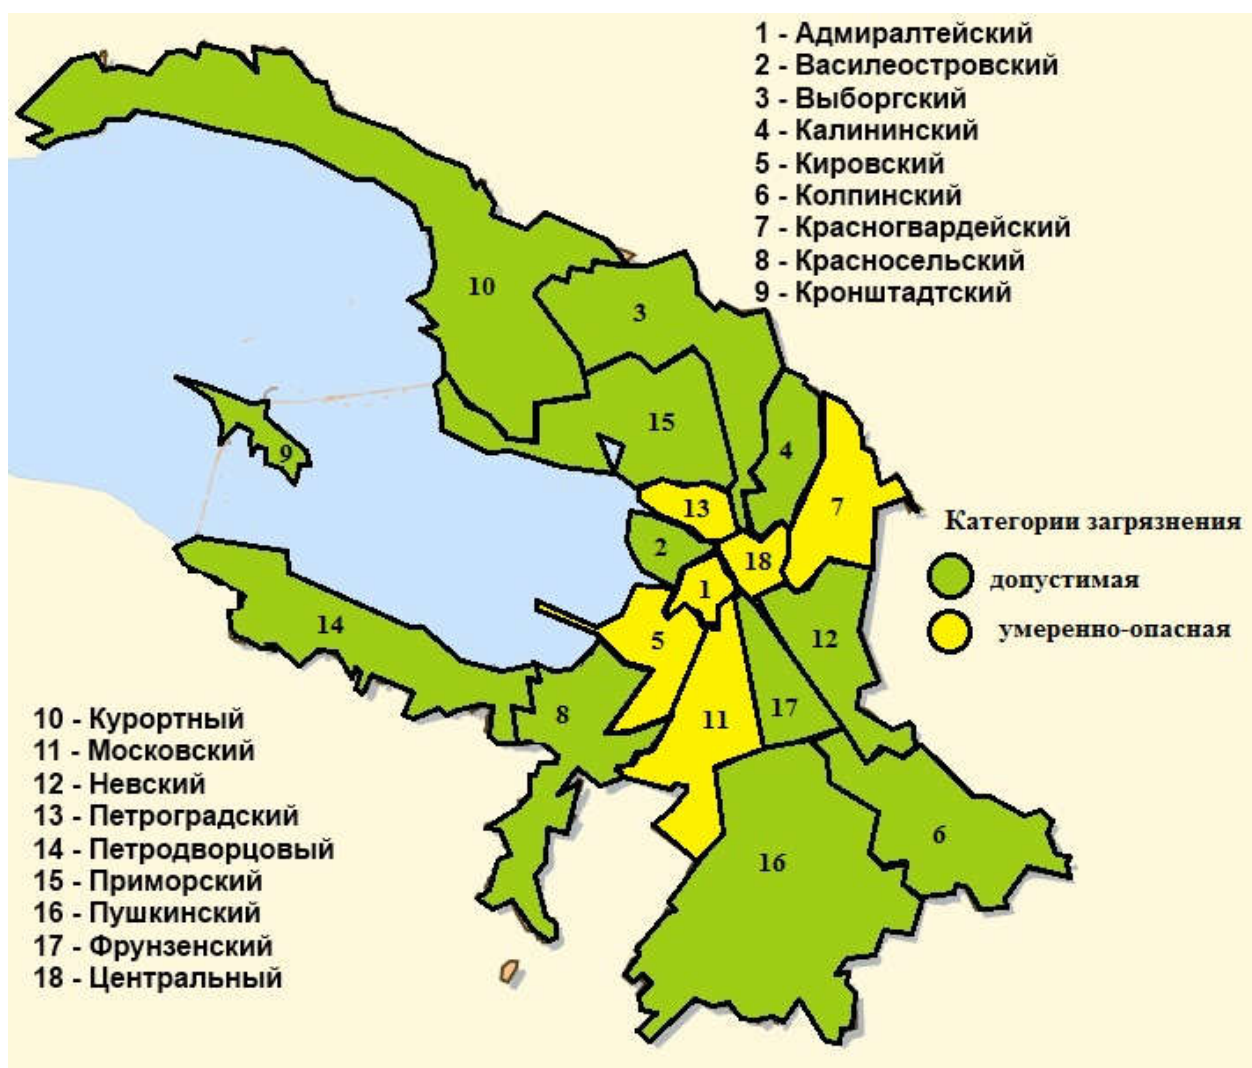 1 - Адмиралтейский
2 - Василеостровский
3 - Выборгский
4 - Калининский
5 - Кировский
6 - Колпинский
7 - Красногвардейский
8 - Красносельский
9 - Кронштадтский
10
3
15
4
9
13
7
2
18
1
14
5
12
8
11
17
6
16
Категории загрязнения
допустимая
умеренно-опасная
10 - Курортный
11 - Московский
12 - Невский
13 - Петроградский
14 - Петродворцовый
15 - Приморский
16 - Пушкинский
17 - Фрунзенский
18 - Центральный